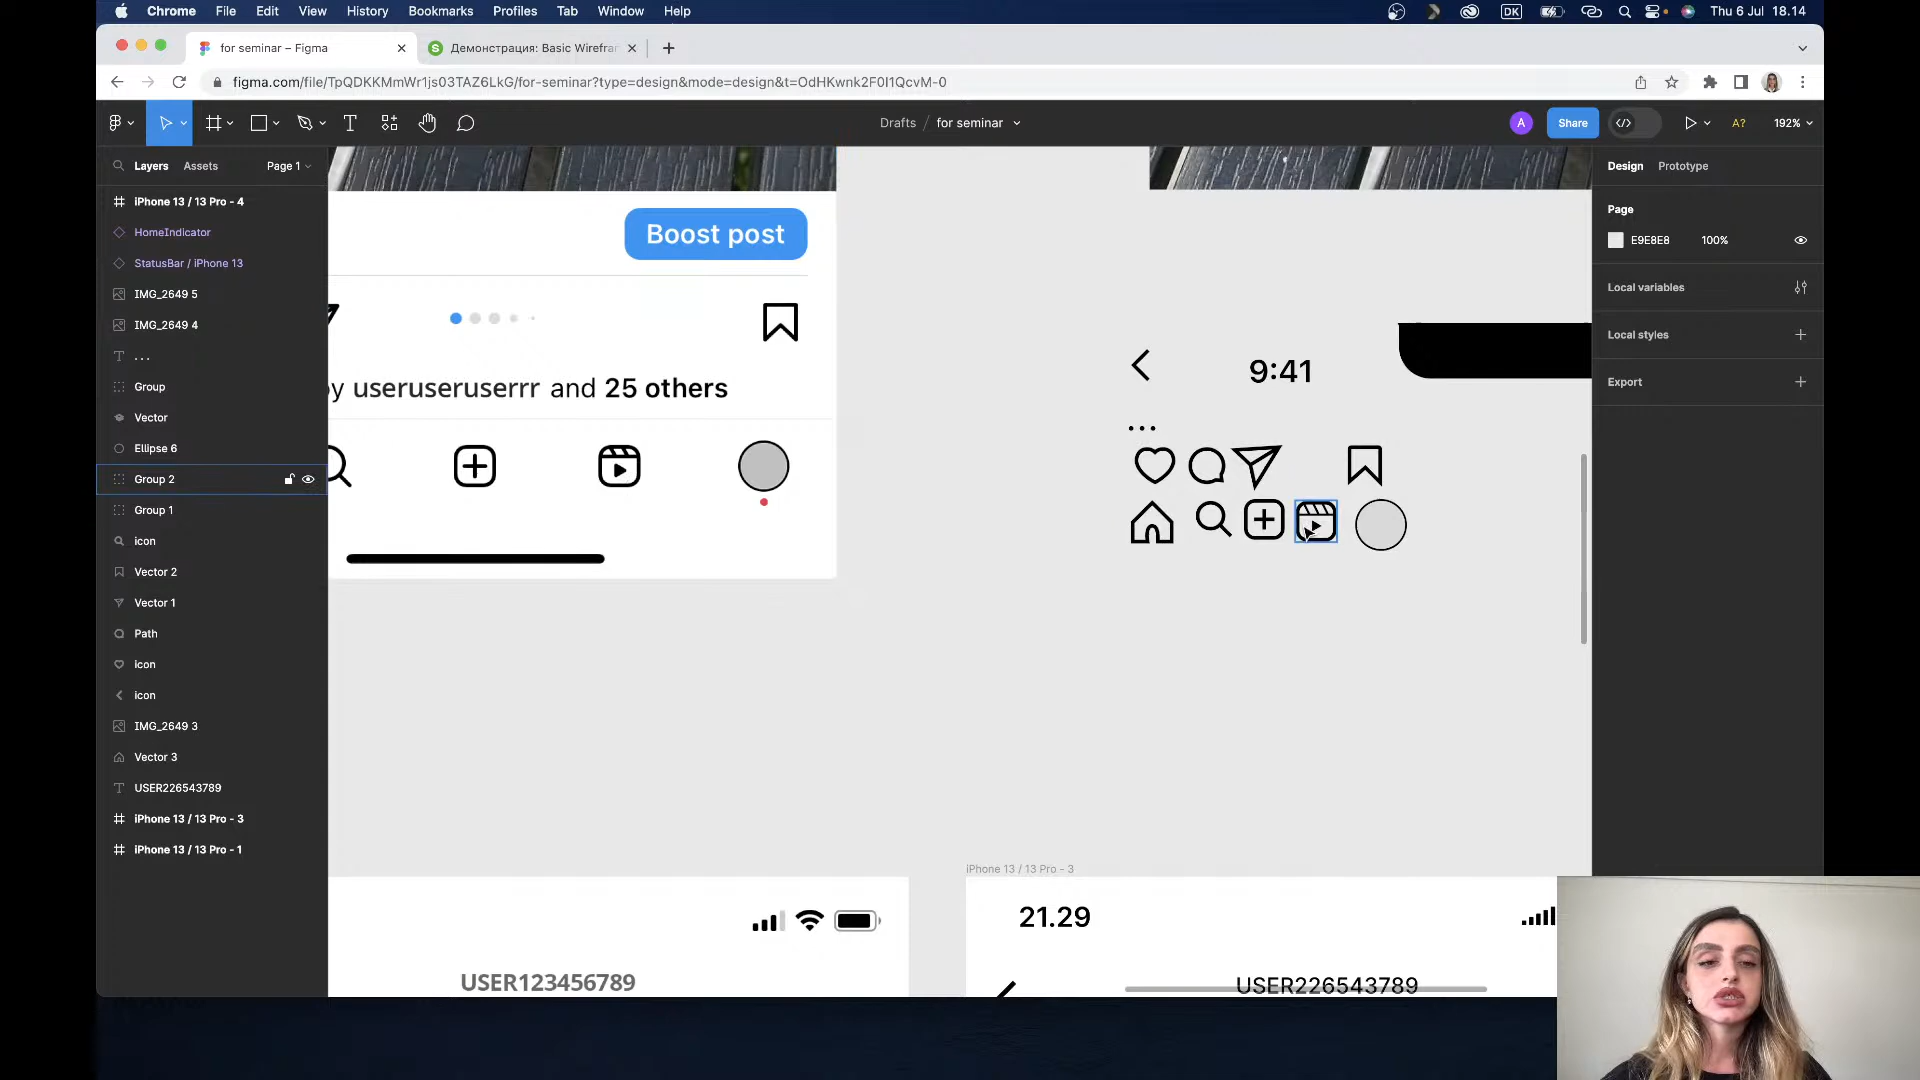 Chrome File Edit View History Bookmarks Profiles Tab Window Help DK Thu 6 Jul 18.14
for seminar – Figma Демонстрация: Basic Wirefra
figma.com/file/TpQDKKMmWr1js03TAZ6LkG/for-seminar?type=design&mode=design&t=OdHKwnk2F0I1QcvM-0
Drafts / for seminar A Share A? 192%
Layers Assets Page 1
Design Prototype
iPhone 13 / 13 Pro - 4
HomeIndicator
StatusBar / iPhone 13
IMG_2649 5
IMG_2649 4
...
Group
Vector
Ellipse 6
Group 2
Group 1
icon
Vector 2
Vector 1
Path
icon
icon
IMG_2649 3
Vector 3
USER226543789
iPhone 13 / 13 Pro - 3
iPhone 13 / 13 Pro - 1
Boost post
by useruseruserrr and 25 others
9:41
...
iPhone 13 / 13 Pro - 3
21.29
USER123456789
USER226543789
Page
E9E8E8 100%
Local variables
Local styles
Export